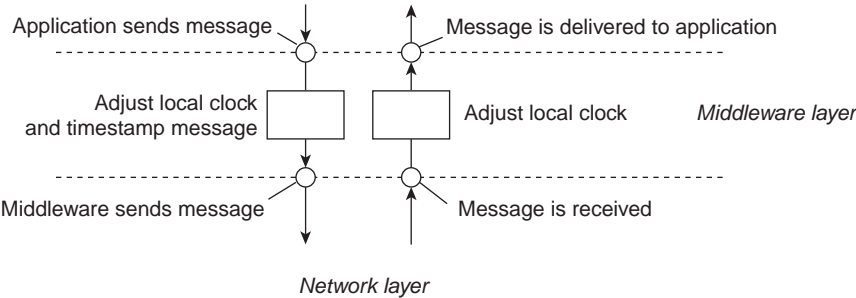 Application sends message
Message is delivered to application
Adjust local clock
and timestamp message
Adjust local clock
Middleware layer
Middleware sends message
Message is received
Network layer